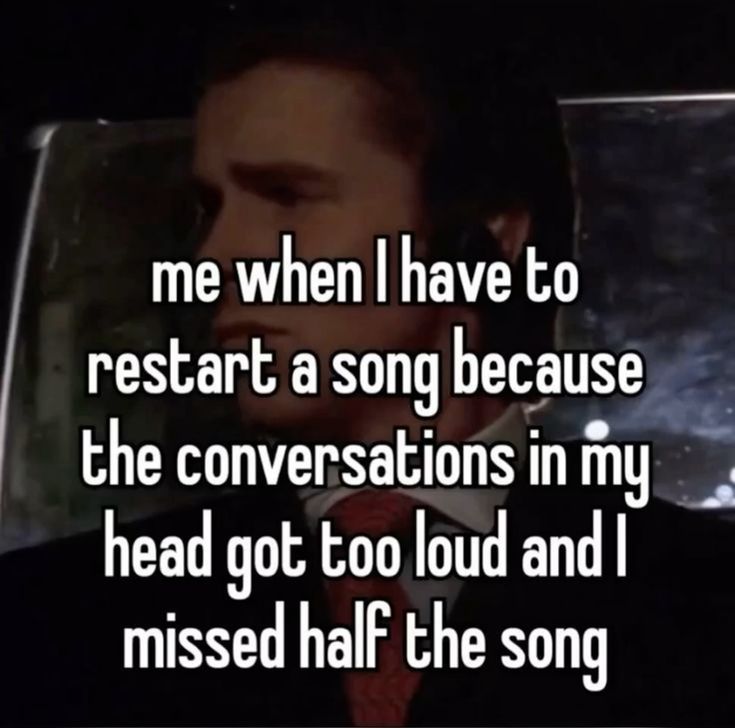 me when I have to
restart a song because
the conversations in my
head got too loud and I
missed half the song